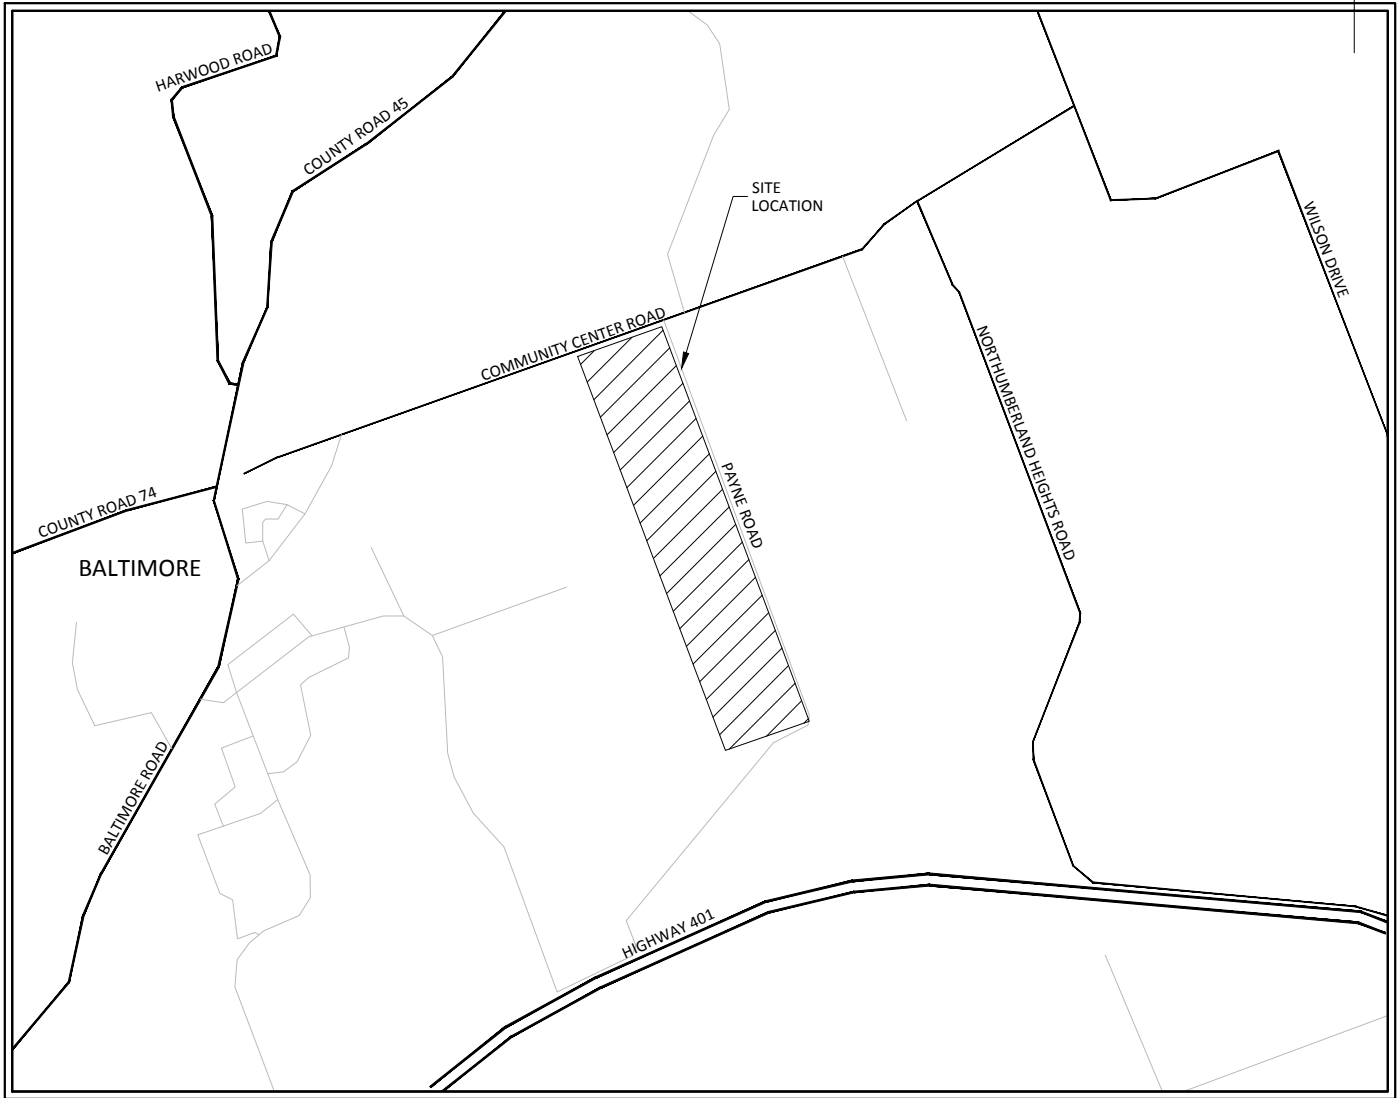 HARWOOD ROAD
COUNTY ROAD 45
SITE
LOCATION
WILSON DRIVE
COMMUNITY CENTER ROAD
NORTHUMBERLAND HEIGHTS ROAD
PAYNE ROAD
COUNTY ROAD 74
BALTIMORE
BALTIMORE ROAD
HIGHWAY 401